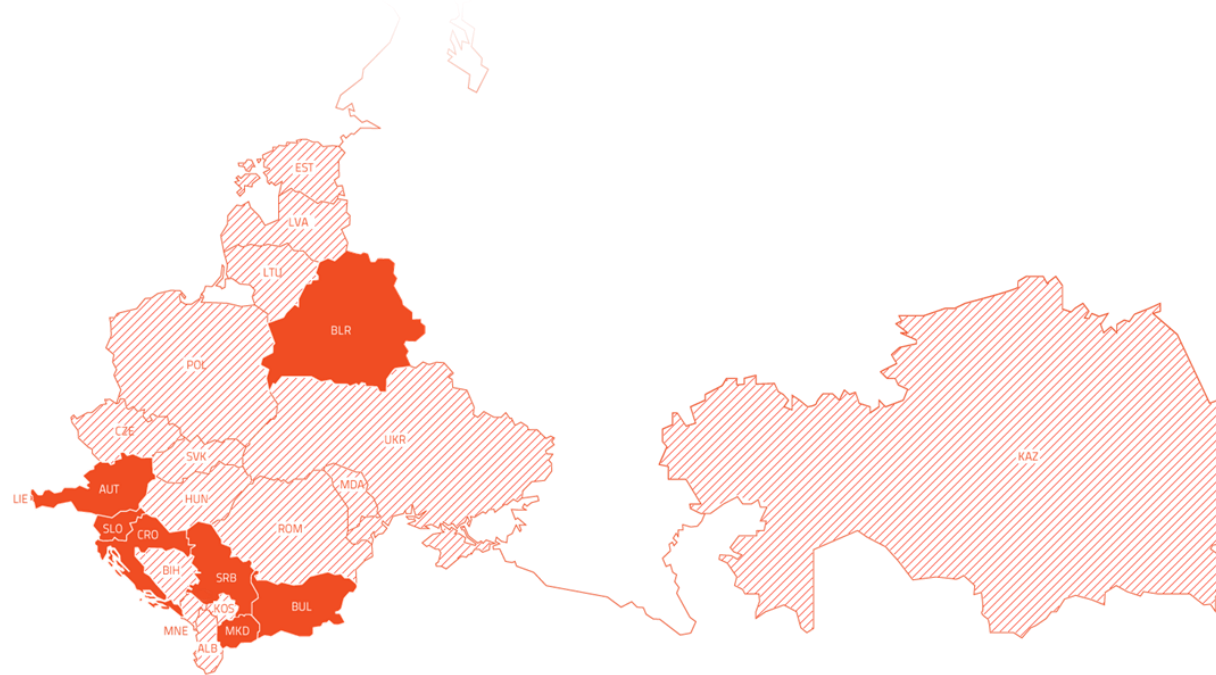 EST
LVA
LTU
BLR
POL
CZE
UKR
SVK
KAZ
MDA
AUT
LIE
HUN
SLO
ROM
CRO
BIH
SRB
BUL
KOS
MNE
MKD
ALB